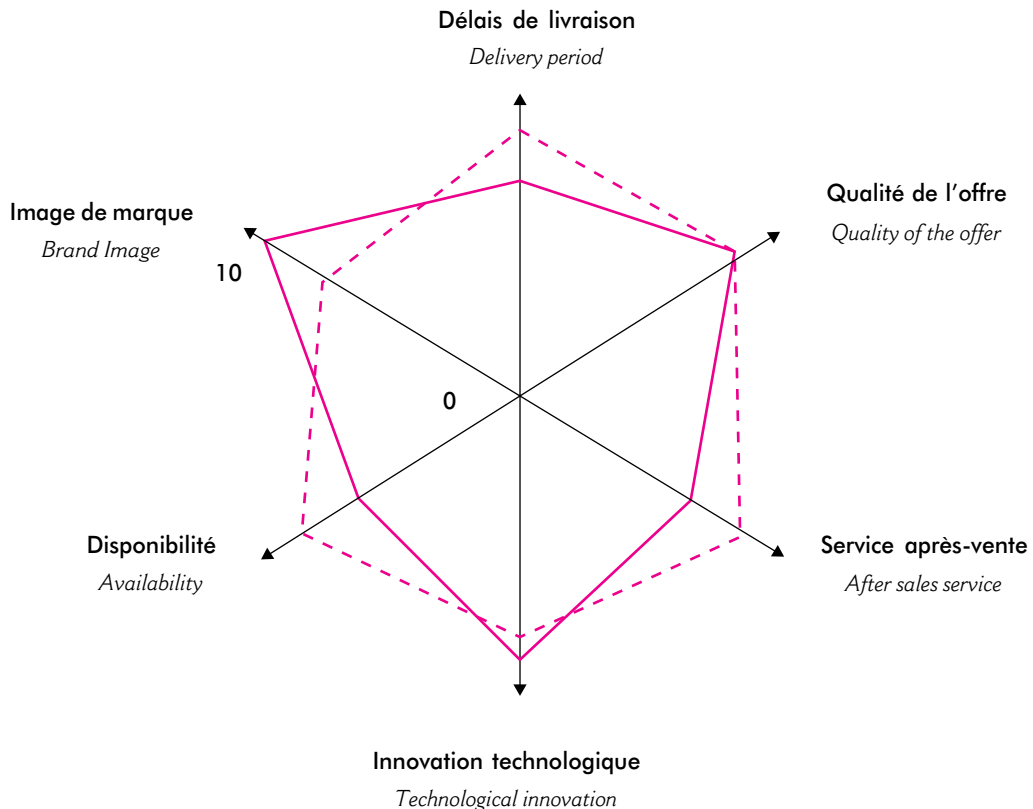 Délais de livraison
Delivery period
Qualité de l'offre
Quality of the offer
Image de marque
Brand Image
10
0
Disponibilité
Availability
Service après-vente
After sales service
Innovation technologique
Technological innovation